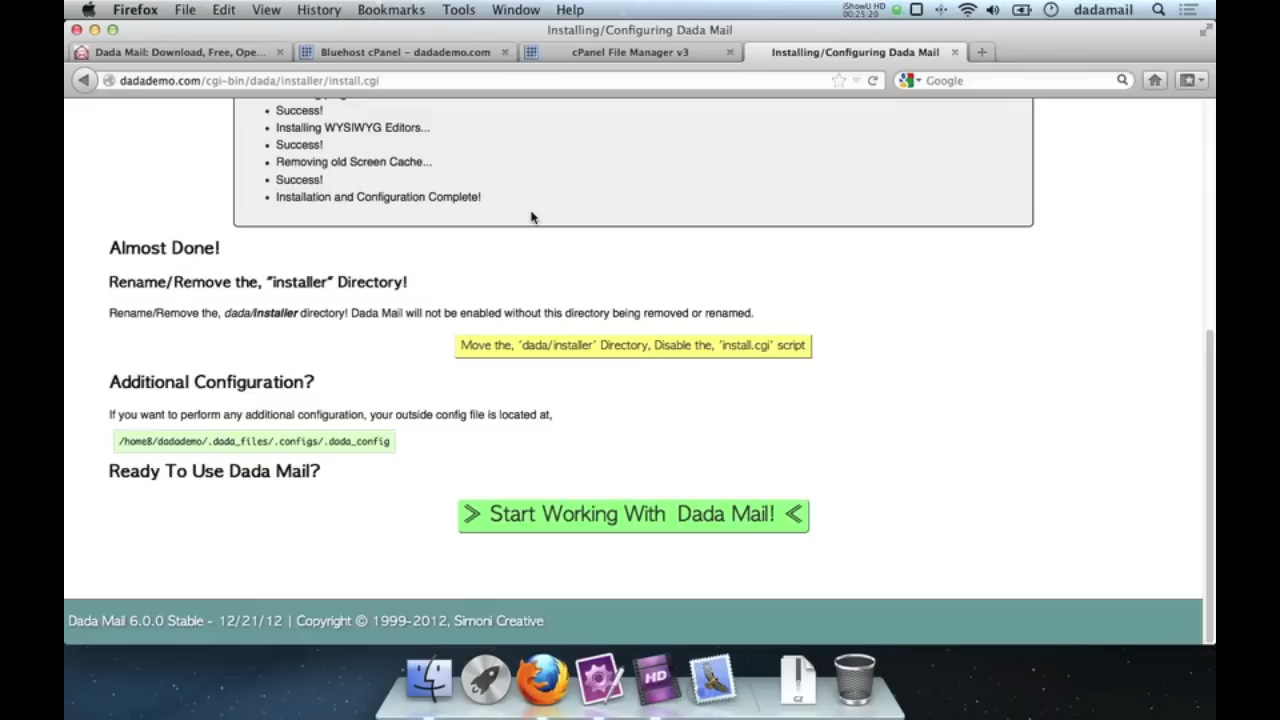 Firefox File Edit View History Bookmarks Tools Window Help iShowU HD 00:25:20 dadamail
Installing/Configuring Dada Mail
Dada Mail: Download, Free, Ope... Bluehost cPanel – dadademo.com cPanel File Manager v3 Installing/Configuring Dada Mail
dadademo.com/cgi-bin/dada/installer/install.cgi Google
• Success!
• Installing WYSIWYG Editors...
• Success!
• Removing old Screen Cache...
• Success!
• Installation and Configuration Complete!
Almost Done!
Rename/Remove the, "installer" Directory!
Rename/Remove the, dada/installer directory! Dada Mail will not be enabled without this directory being removed or renamed.
Move the, 'dada/installer' Directory, Disable the, 'install.cgi' script
Additional Configuration?
If you want to perform any additional configuration, your outside config file is located at,
/home8/dadademo/.dada_files/.configs/.dada_config
Ready To Use Dada Mail?
Start Working With Dada Mail!
Dada Mail 6.0.0 Stable - 12/21/12 | Copyright © 1999-2012, Simoni Creative
HD
GZ